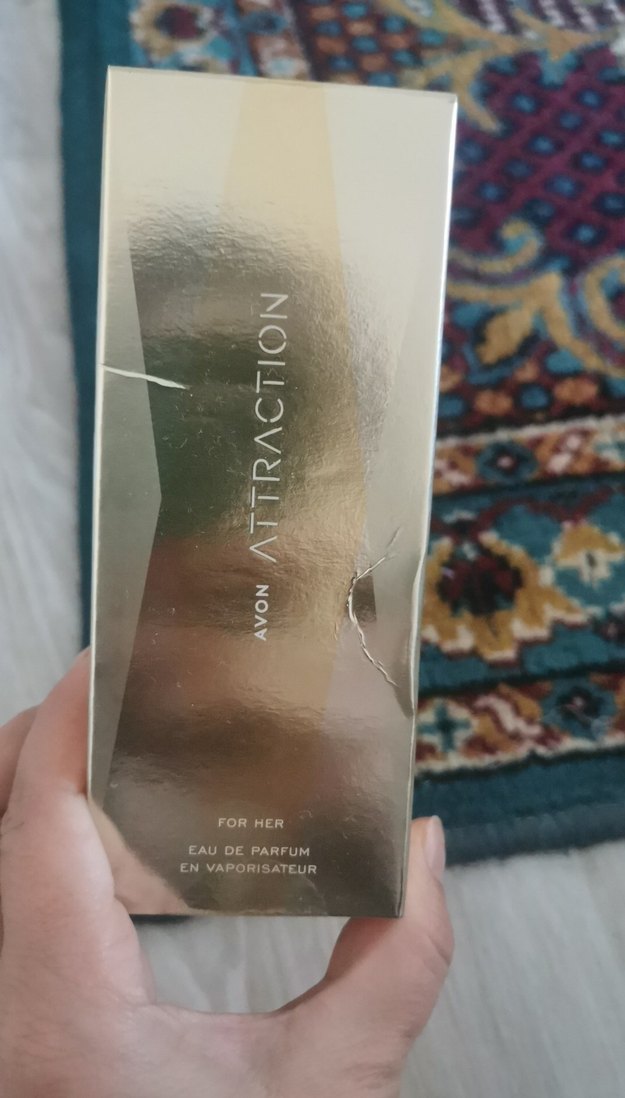 AVON ATTRACTION
FOR HER
EAU DE PARFUM
EN VAPORISATEUR